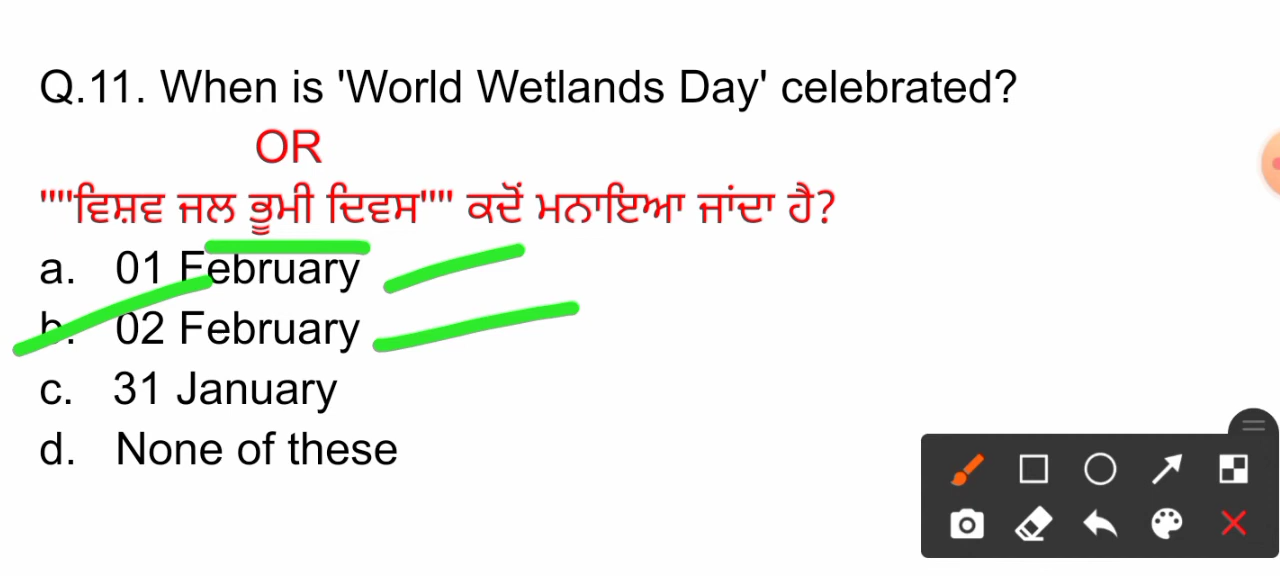 Q.11. When is 'World Wetlands Day' celebrated?
OR
""ਵਿਸ਼ਵ ਜਲ ਭੂਮੀ ਦਿਵਸ"" ਕਦੋਂ ਮਨਾਇਆ ਜਾਂਦਾ ਹੈ?
a. 01 February
b. 02 February
c. 31 January
d. None of these